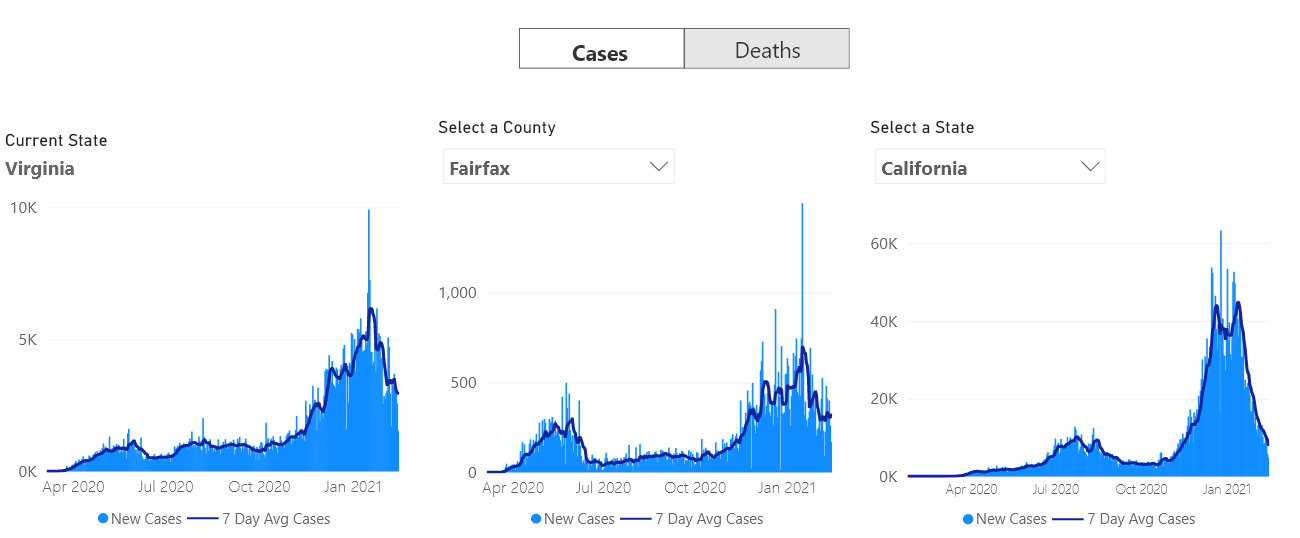 Cases
Deaths
Current State
Virginia
10K
5K
0K
Apr 2020 Jul 2020 Oct 2020 Jan 2021
New Cases 7 Day Avg Cases
Select a County
Fairfax
1,000
500
0
Apr 2020 Jul 2020 Oct 2020 Jan 2021
New Cases 7 Day Avg Cases
Select a State
California
60K
40K
20K
0K
Apr 2020 Jul 2020 Oct 2020 Jan 2021
New Cases 7 Day Avg Cases